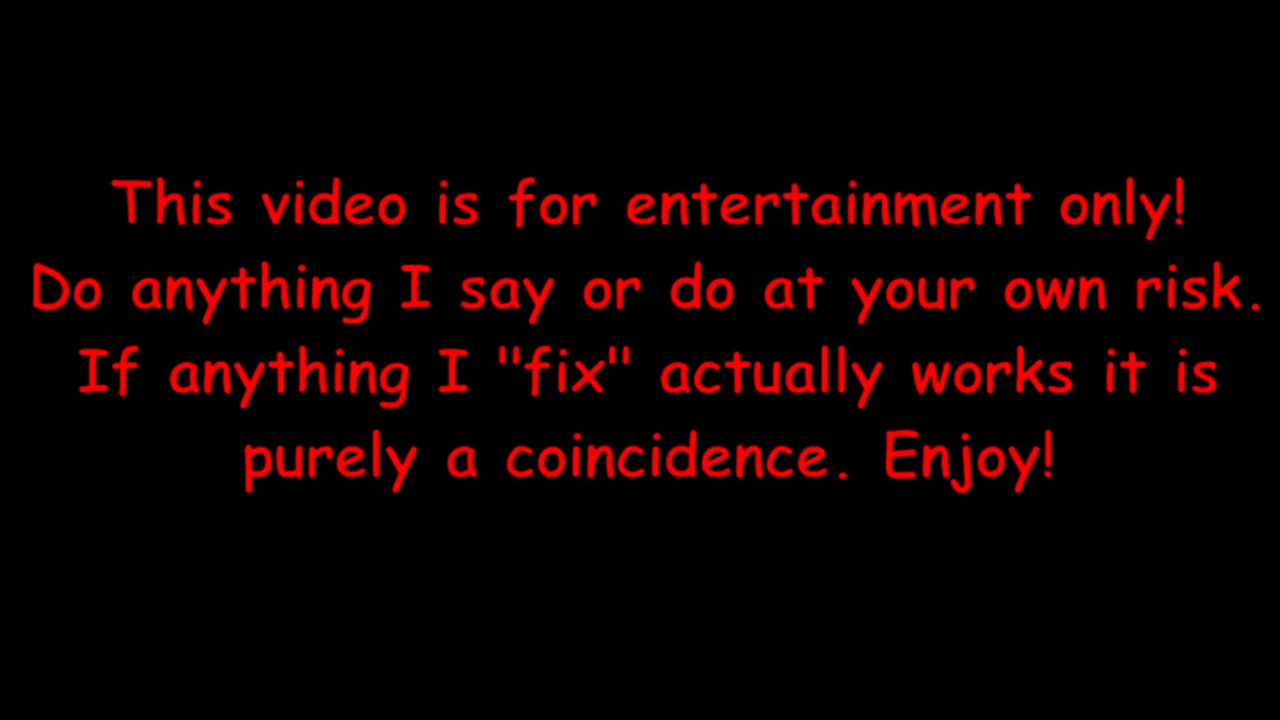 This video is for entertainment only!
Do anything I say or do at your own risk.
If anything I "fix" actually works it is
purely a coincidence. Enjoy!